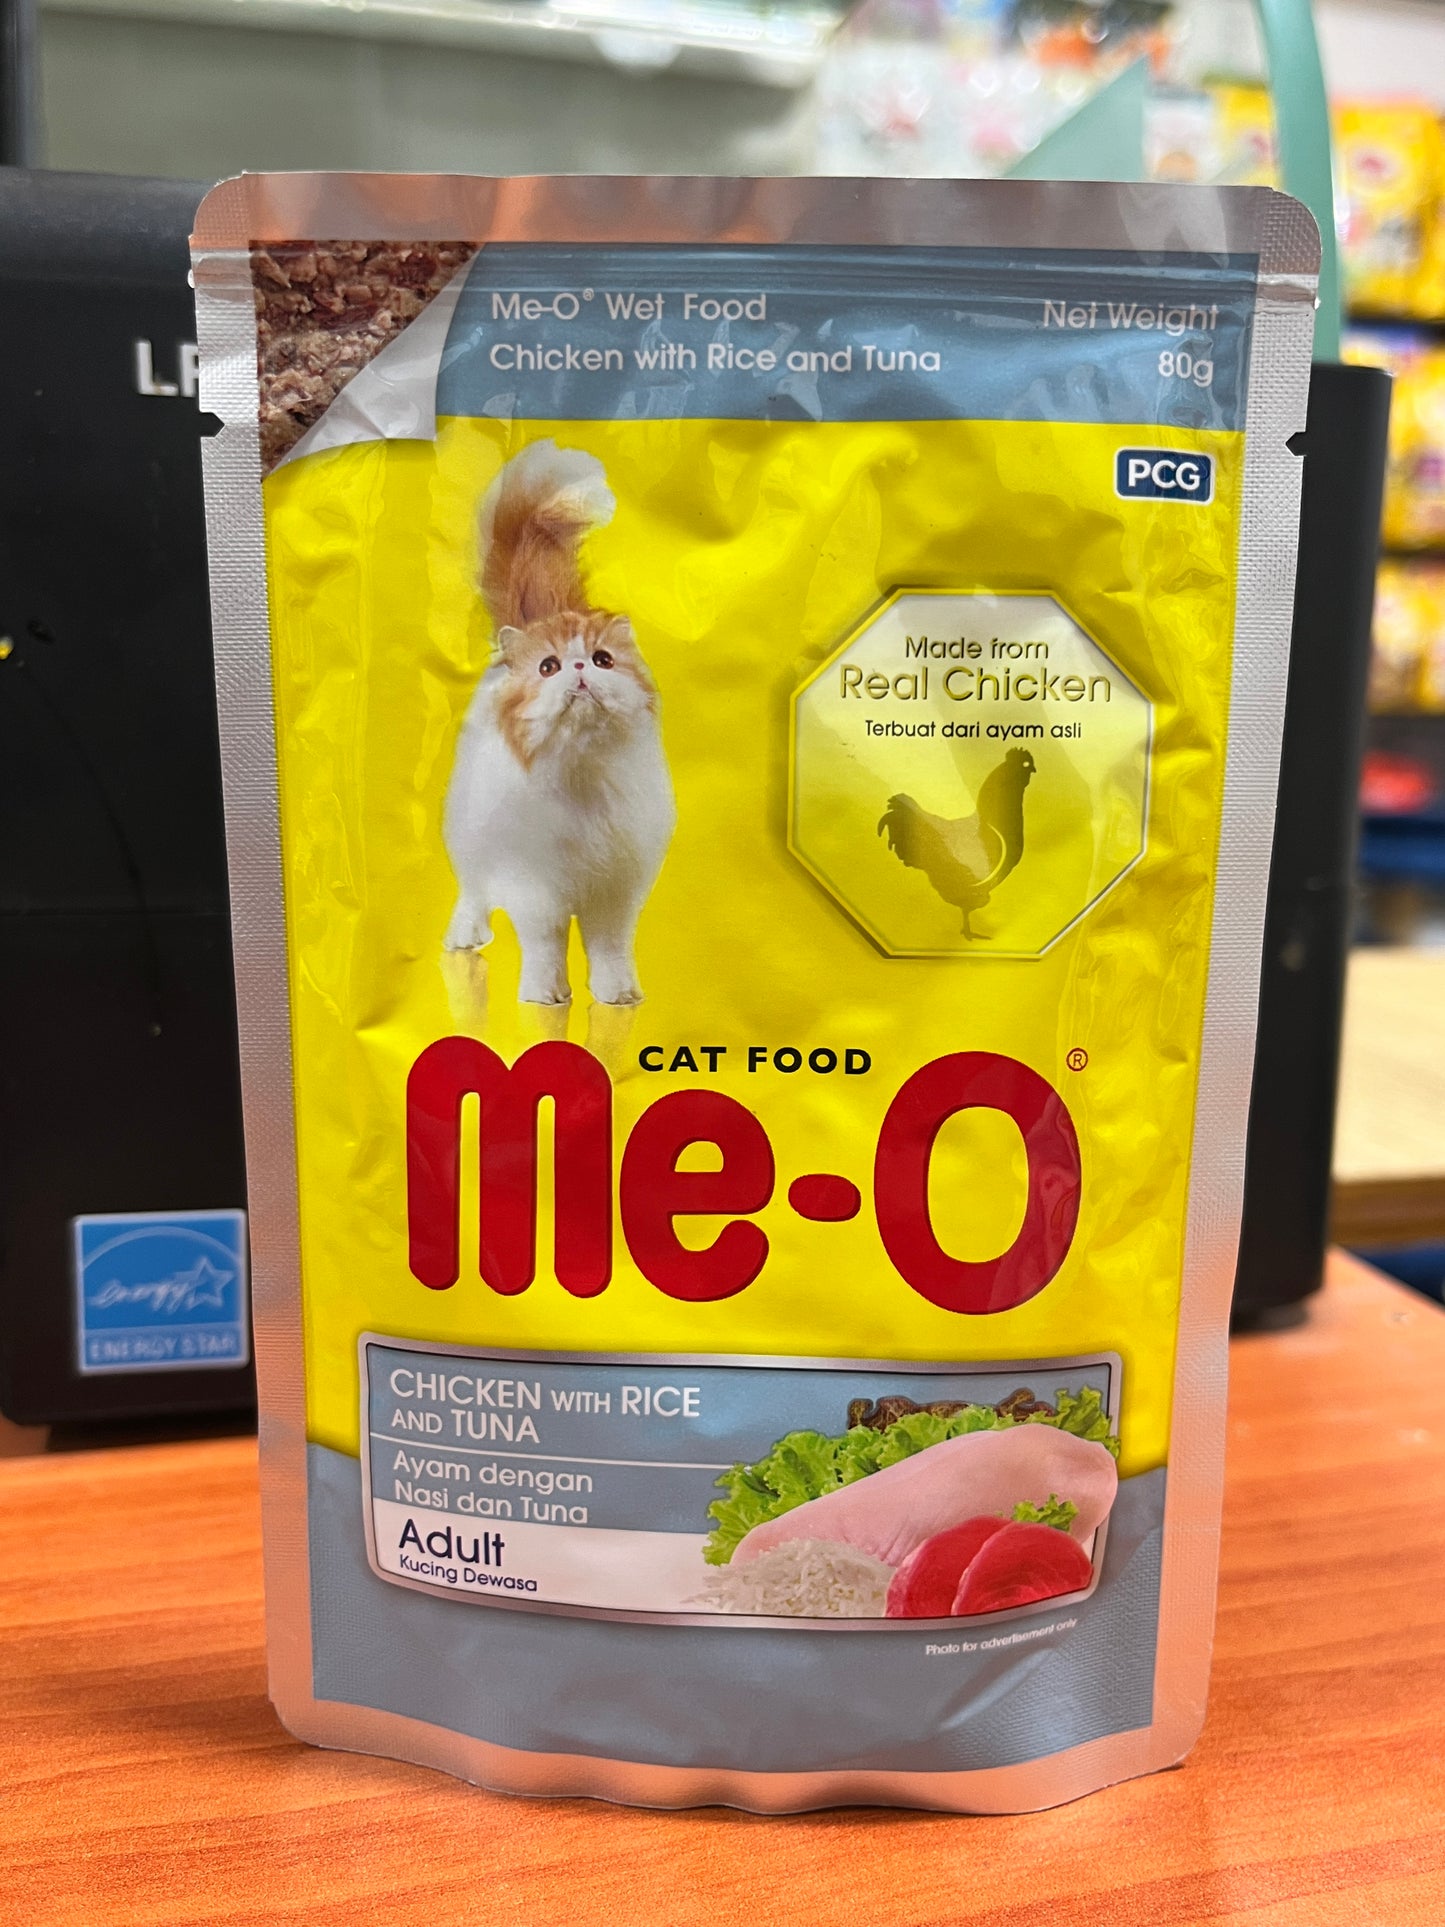 Me-O® Wet Food
Chicken with Rice and Tuna
Net Weight
80g
PCG
Made from
Real Chicken
Terbuat dari ayam asli
CAT FOOD
Me-O®
CHICKEN WITH RICE
AND TUNA
Ayam dengan
Nasi dan Tuna
Adult
Kucing Dewasa
Photo for advertisement only
energy
ENERGY STAR